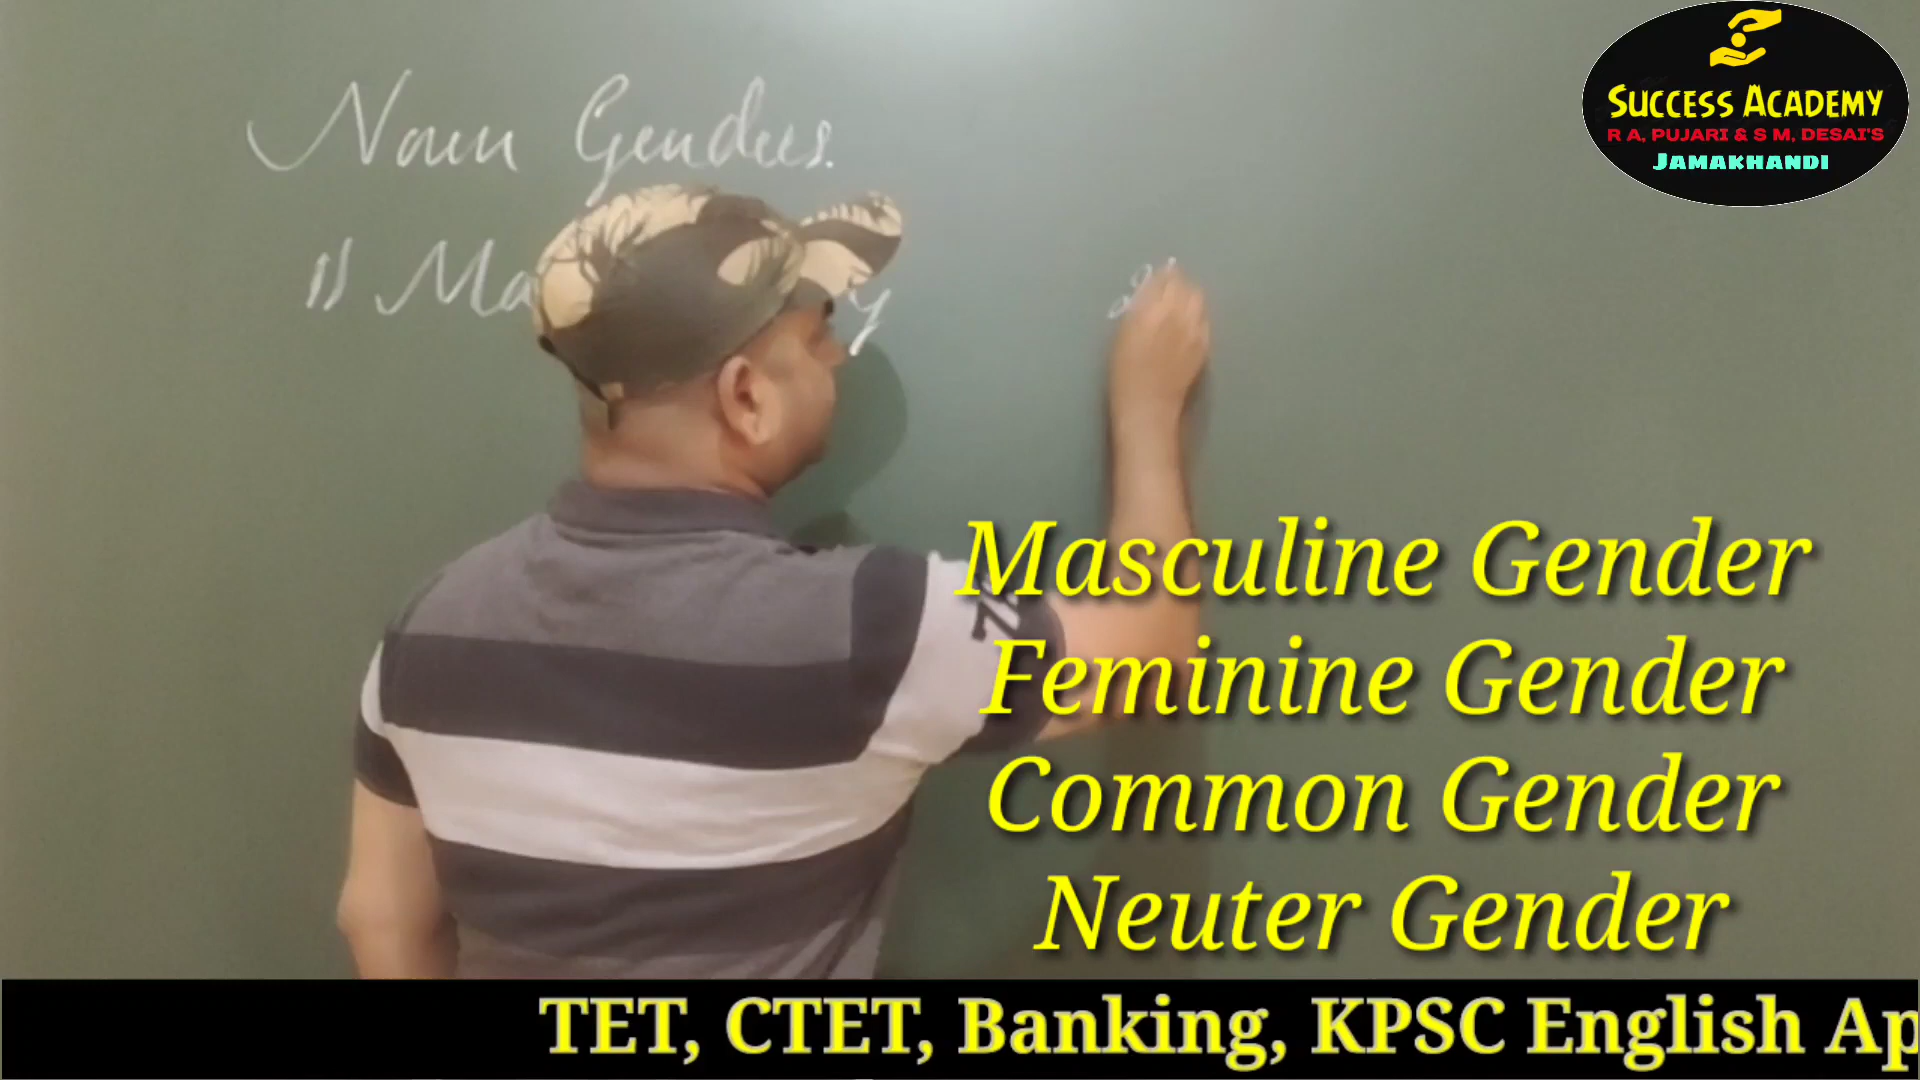 Noun Genders.
1)
SUCCESS ACADEMY
R A, PUJARI & S M, DESAI'S
JAMAKHANDI
Masculine Gender
Feminine Gender
Common Gender
Neuter Gender
TET, CTET, Banking, KPSC English Ap